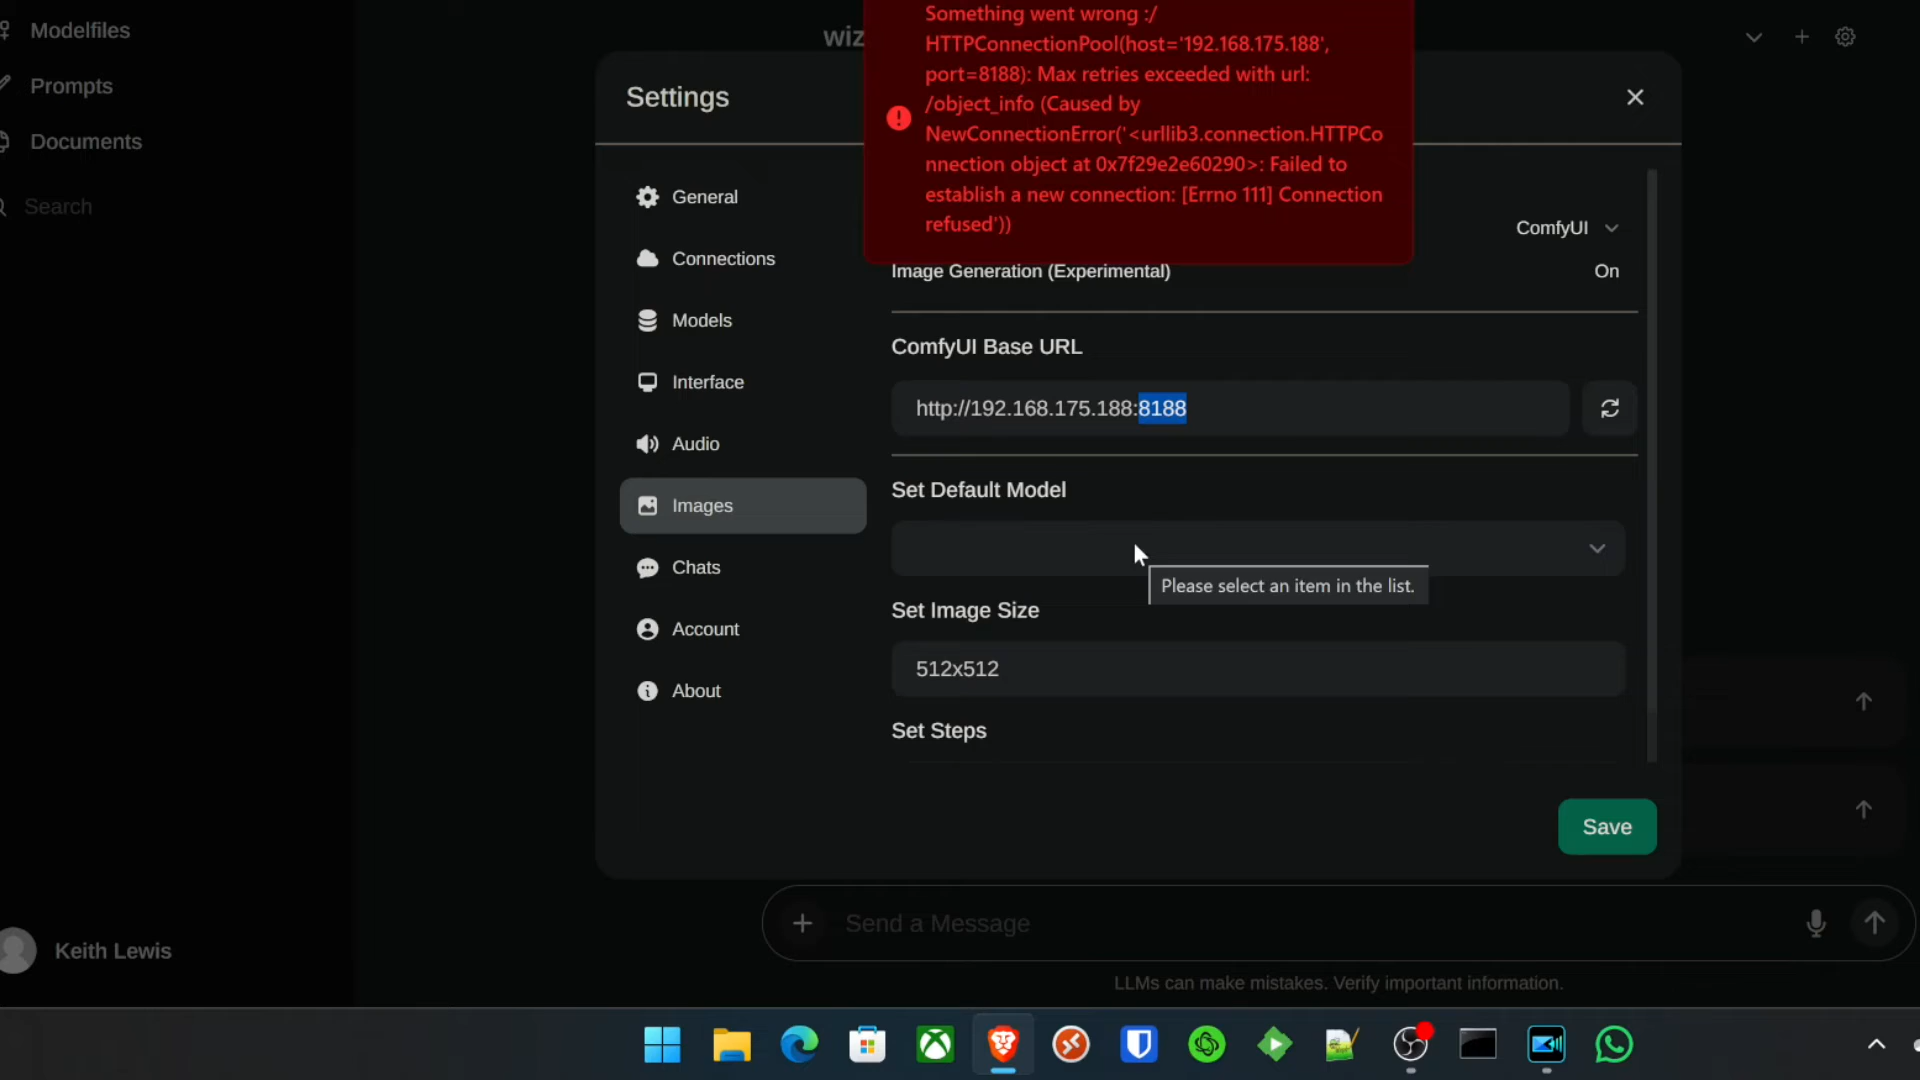 Modelfiles
Prompts
Documents
Search
Keith Lewis
wiz
Something went wrong :/
HTTPConnectionPool(host='192.168.175.188',
port=8188): Max retries exceeded with url:
/object_info (Caused by
NewConnectionError('<urllib3.connection.HTTPCo
nnection object at 0x7f29e2e60290>: Failed to
establish a new connection: [Errno 111] Connection
refused'))
Settings
General
Connections
Models
Interface
Audio
Images
Chats
Account
About
ComfyUI
Image Generation (Experimental)
On
ComfyUI Base URL
http://192.168.175.188:8188
Set Default Model
Please select an item in the list.
Set Image Size
512x512
Set Steps
Save
Send a Message
LLMs can make mistakes. Verify important information.